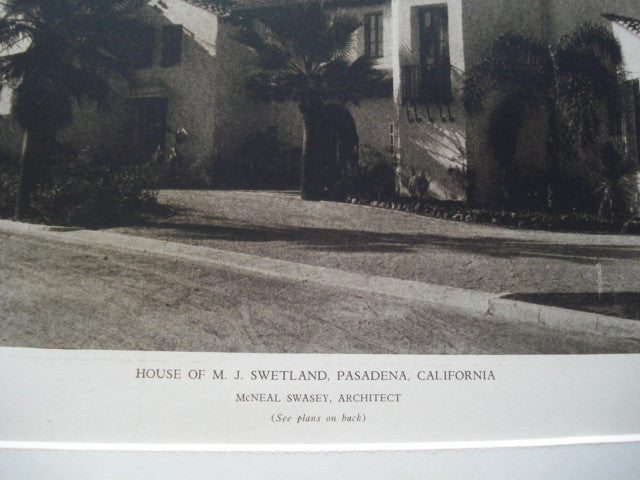 HOUSE OF M. J. SWETLAND, PASADENA, CALIFORNIA
McNEAL SWASEY, ARCHITECT
(See plans on back)